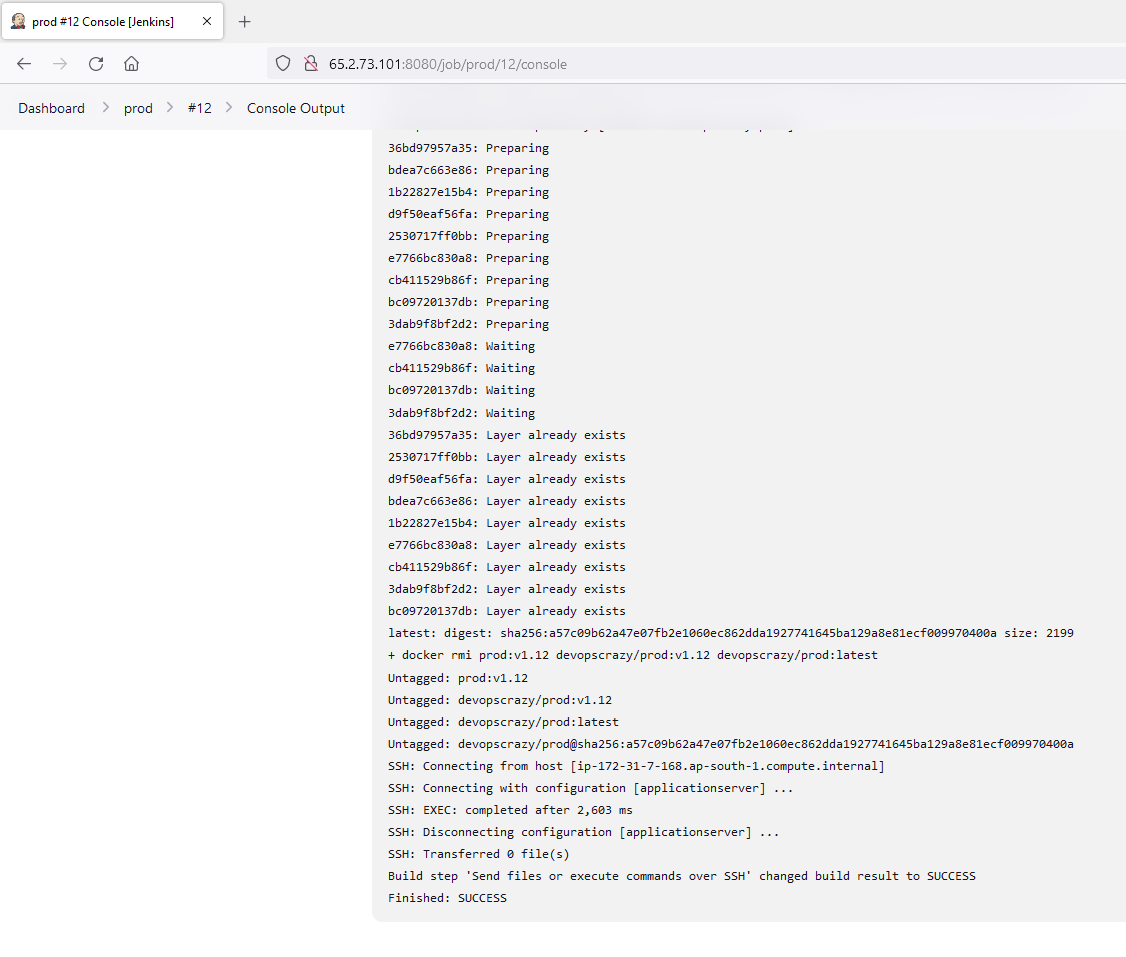 prod #12 Console [Jenkins]
65.2.73.101:8080/job/prod/12/console
Dashboard > prod > #12 > Console Output
36bd97957a35: Preparing
bdea7c663e86: Preparing
1b22827e15b4: Preparing
d9f50eaf56fa: Preparing
2530717ff0bb: Preparing
e7766bc830a8: Preparing
cb411529b86f: Preparing
bc09720137db: Preparing
3dab9f8bf2d2: Preparing
e7766bc830a8: Waiting
cb411529b86f: Waiting
bc09720137db: Waiting
3dab9f8bf2d2: Waiting
36bd97957a35: Layer already exists
2530717ff0bb: Layer already exists
d9f50eaf56fa: Layer already exists
bdea7c663e86: Layer already exists
1b22827e15b4: Layer already exists
e7766bc830a8: Layer already exists
cb411529b86f: Layer already exists
3dab9f8bf2d2: Layer already exists
bc09720137db: Layer already exists
latest: digest: sha256:a57c09b62a47e07fb2e1060ec862dda1927741645ba129a8e81ecf009970400a size: 2199
+ docker rmi prod:v1.12 devopscrazy/prod:v1.12 devopscrazy/prod:latest
Untagged: prod:v1.12
Untagged: devopscrazy/prod:v1.12
Untagged: devopscrazy/prod:latest
Untagged: devopscrazy/prod@sha256:a57c09b62a47e07fb2e1060ec862dda1927741645ba129a8e81ecf009970400a
SSH: Connecting from host [ip-172-31-7-168.ap-south-1.compute.internal]
SSH: Connecting with configuration [applicationserver] ...
SSH: EXEC: completed after 2,603 ms
SSH: Disconnecting configuration [applicationserver] ...
SSH: Transferred 0 file(s)
Build step 'Send files or execute commands over SSH' changed build result to SUCCESS
Finished: SUCCESS